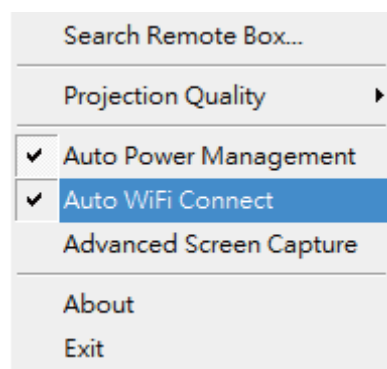 Search Remote Box...
Projection Quality
Auto Power Management
Auto WiFi Connect
Advanced Screen Capture
About
Exit